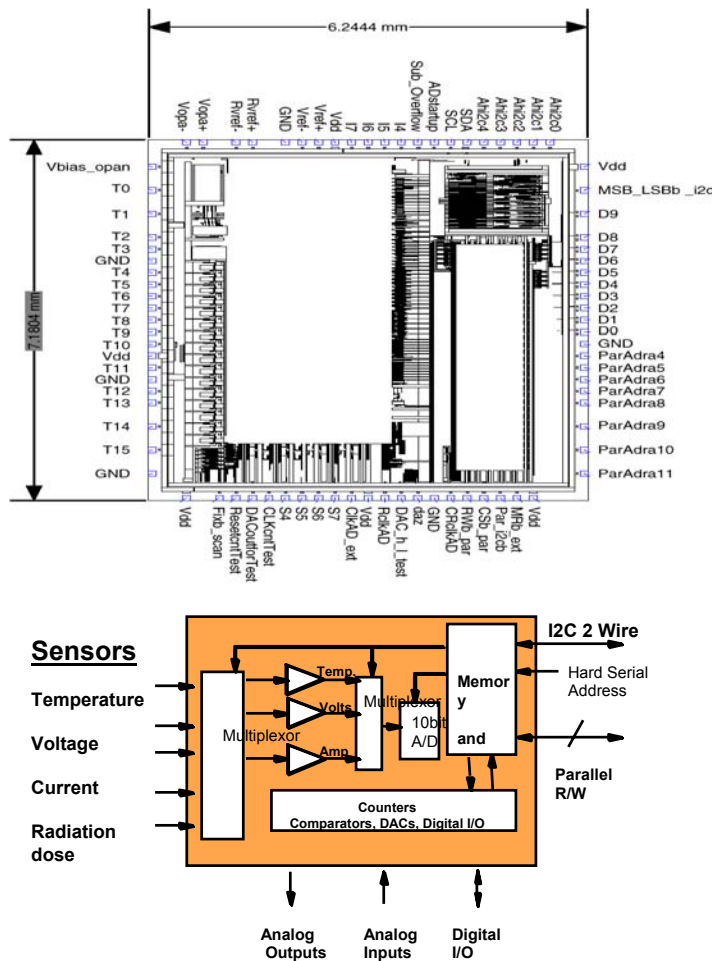 6.2444 mm
Vopa-
Vopa+
Rvref-
Rvref+
GND
Vref-
Vref+
Vdd
I7
I6
I5
I4
Sub_Overflow
ADstartup
SCL
SDA
Ahi2c4
Ahi2c3
Ahi2c2
Ahi2c1
Ahi2c0
7.1804 mm
Vbias_opan
T0
T1
T2
T3
GND
T4
T5
T6
T7
T8
T9
T10
Vdd
T11
GND
T12
T13
T14
T15
GND
Vdd
MSB_LSBb _i2c
D9
D8
D7
D6
D5
D4
D3
D2
D1
D0
GND
ParAdra4
ParAdra5
ParAdra6
ParAdra7
ParAdra8
ParAdra9
ParAdra10
ParAdra11
Vdd
Fixb_scan
ResetcntTest
DACoutforTest
CLKcntTest
S4
S5
S6
S7
ClkAD_ext
Vdd
RclkAD
DAC_h_l_test
daz
GND
CRclkAD
RWb_par
CSb_par
Par_i2cb
MRb_ext
Vdd
Sensors
Temperature
Voltage
Current
Radiation
dose
Multiplexor
Temp.
Volts
Amp
Multiplexor
10bit
A/D
Memor
y
and
Counters
Comparators, DACs, Digital I/O
I2C 2 Wire
Hard Serial
Address
Parallel
R/W
Analog
Outputs
Analog
Inputs
Digital
I/O